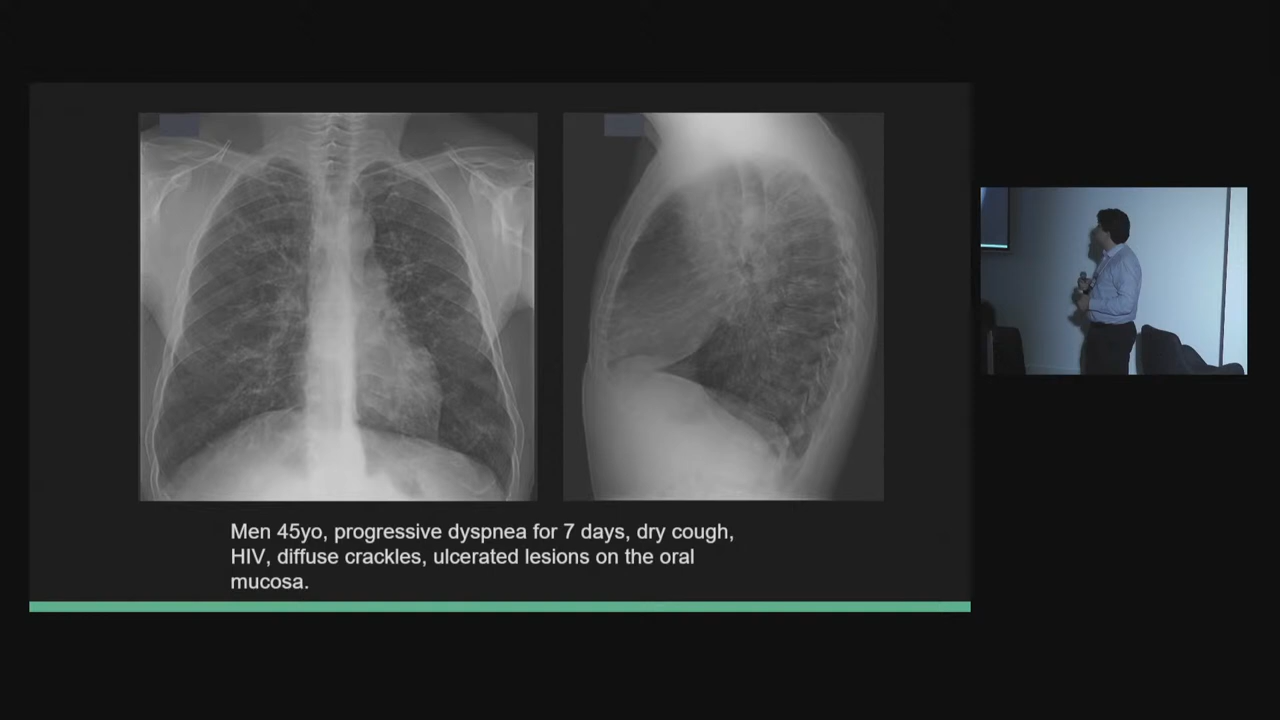 Men 45yo, progressive dyspnea for 7 days, dry cough,
HIV, diffuse crackles, ulcerated lesions on the oral
mucosa.